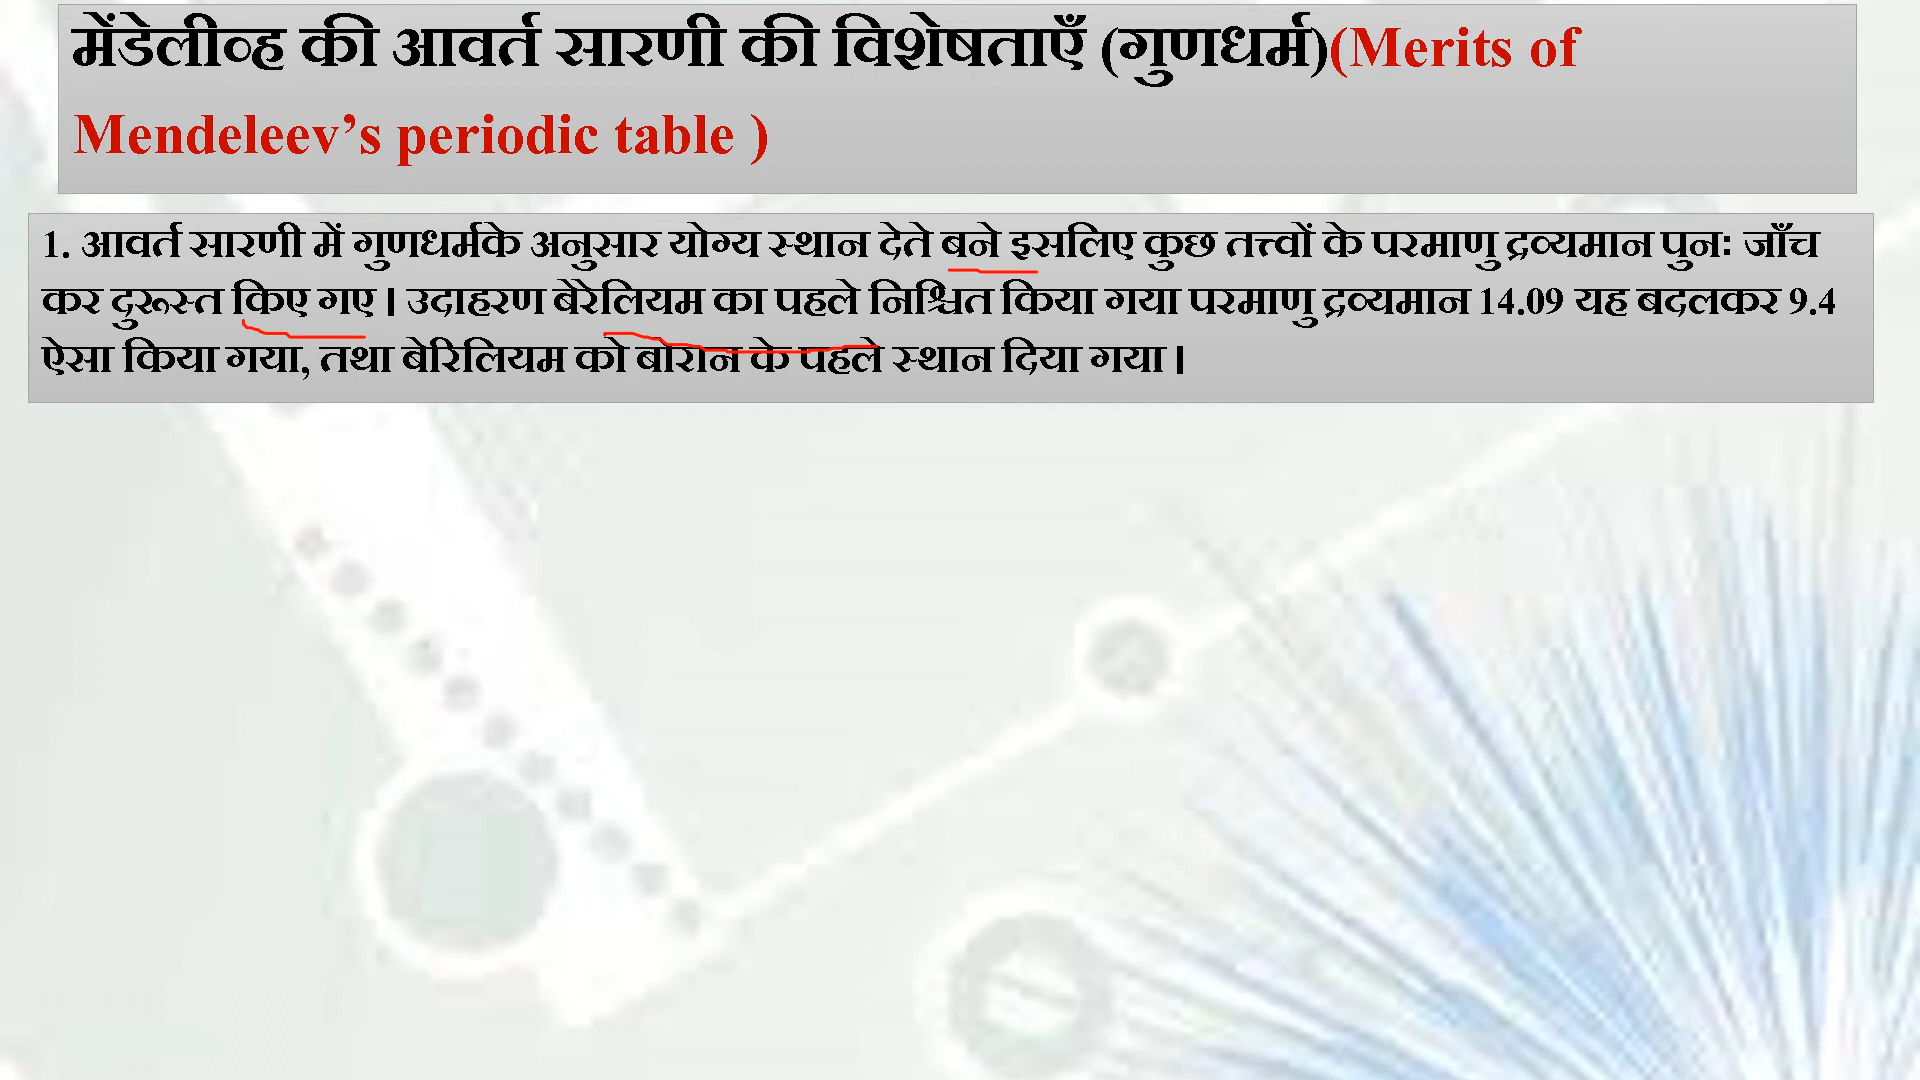 मेंडेलीव्ह की आवर्त सारणी की विशेषताएँ (गुणधर्म)(Merits of
Mendeleev’s periodic table )
1. आवर्त सारणी में गुणधर्मके अनुसार योग्य स्थान देते बने इसलिए कुछ तत्त्वों के परमाणु द्रव्यमान पुनः जाँच
कर दुरूस्त किए गए । उदाहरण बेरेलियम का पहले निश्चित किया गया परमाणु द्रव्यमान 14.09 यह बदलकर 9.4
ऐसा किया गया, तथा बेरिलियम को बोरॉन के पहले स्थान दिया गया ।